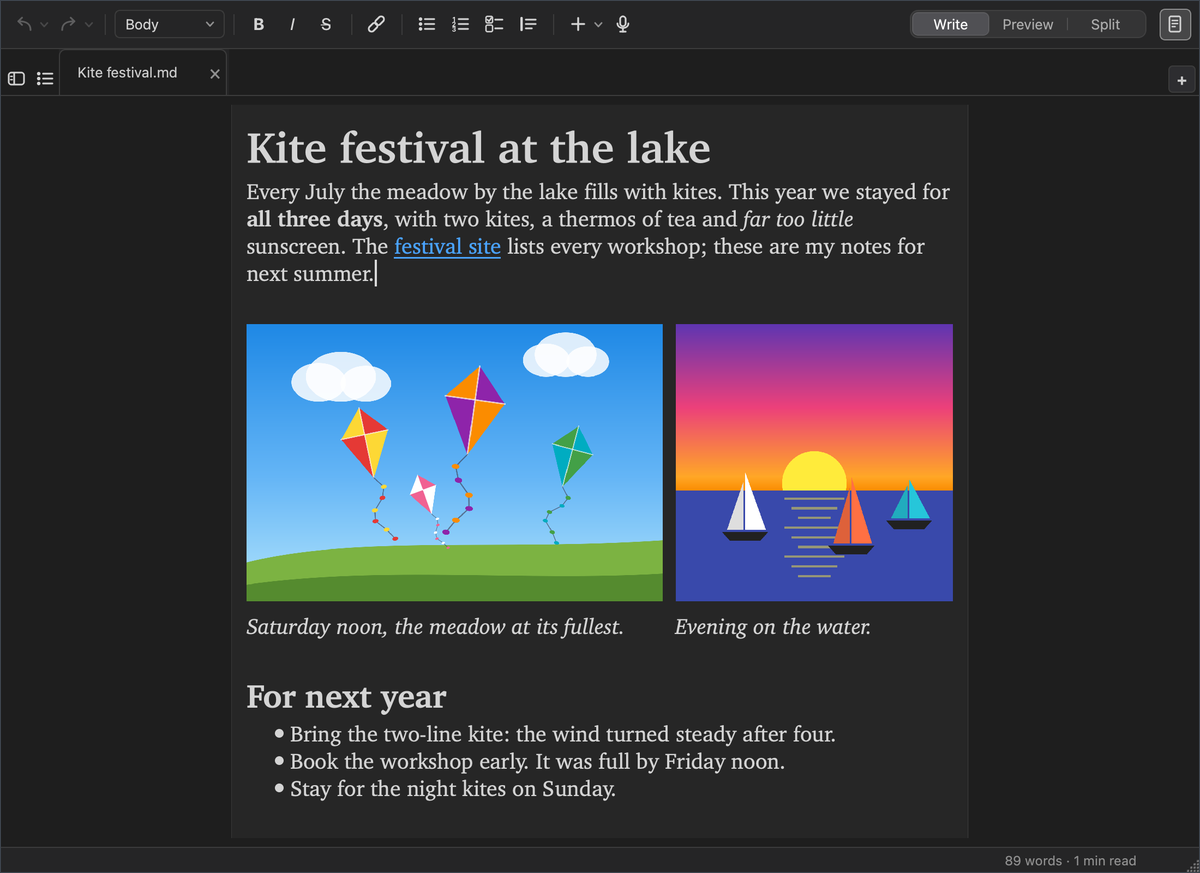 Body
B I S
Write Preview Split
Kite festival.md
Kite festival at the lake
Every July the meadow by the lake fills with kites. This year we stayed for
all three days, with two kites, a thermos of tea and far too little
sunscreen. The festival site lists every workshop; these are my notes for
next summer.
Saturday noon, the meadow at its fullest.
Evening on the water.
For next year
• Bring the two-line kite: the wind turned steady after four.
• Book the workshop early. It was full by Friday noon.
• Stay for the night kites on Sunday.
89 words · 1 min read